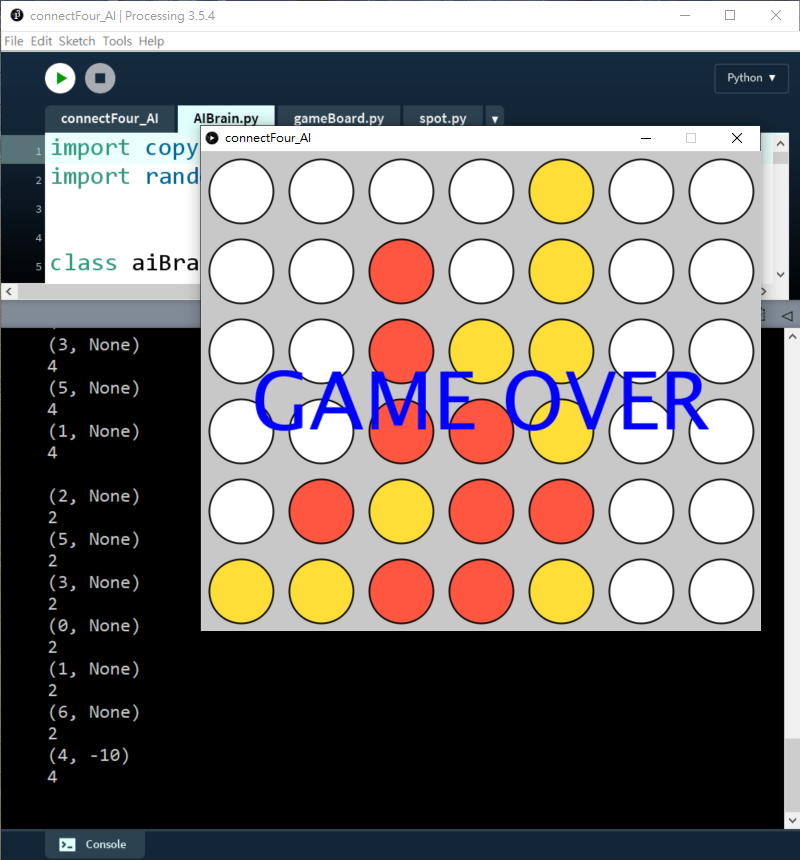 connectFour_AI | Processing 3.5.4
File Edit Sketch Tools Help
Python ▼
connectFour_AI AIBrain.py gameBoard.py spot.py ▼
connectFour_AI
1 import copy
2 import rand
3
4
5 class aiBra
GAME OVER
(3, None)
4
(5, None)
4
(1, None)
4
(2, None)
2
(5, None)
2
(3, None)
2
(0, None)
2
(1, None)
2
(6, None)
2
(4, -10)
4
Console